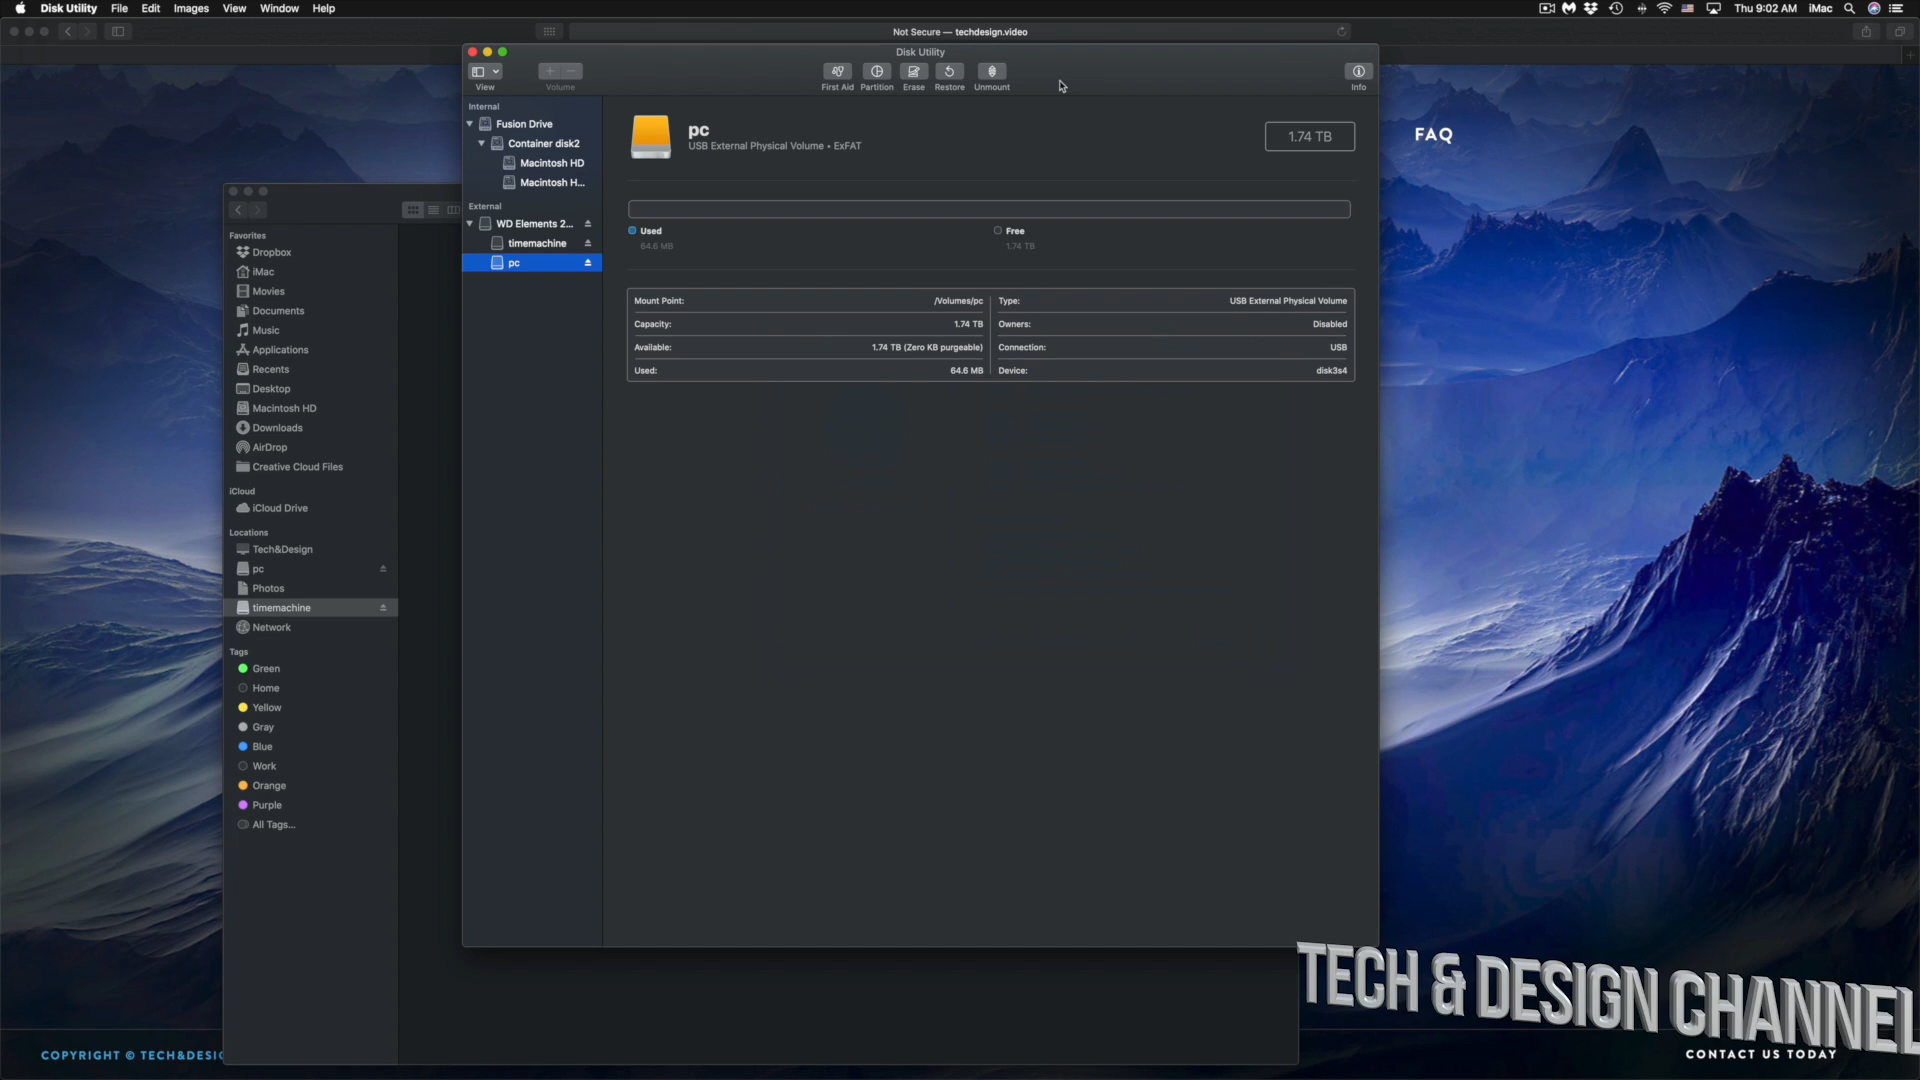 Disk Utility File Edit Images View Window Help
Thu 9:02 AM iMac
Not Secure — techdesign.video
Disk Utility
View
Volume
First Aid
Partition
Erase
Restore
Unmount
Info
Internal
Fusion Drive
Container disk2
Macintosh HD
Macintosh H...
External
WD Elements 2...
timemachine
pc
pc
USB External Physical Volume • ExFAT
1.74 TB
Used
64.6 MB
Free
1.74 TB
Mount Point: /Volumes/pc
Capacity: 1.74 TB
Available: 1.74 TB (Zero KB purgeable)
Used: 64.6 MB
Type: USB External Physical Volume
Owners: Disabled
Connection: USB
Device: disk3s4
Favorites
Dropbox
iMac
Movies
Documents
Music
Applications
Recents
Desktop
Macintosh HD
Downloads
AirDrop
Creative Cloud Files
iCloud
iCloud Drive
Locations
Tech&Design
pc
Photos
timemachine
Network
Tags
Green
Home
Yellow
Gray
Blue
Work
Orange
Purple
All Tags...
FAQ
TECH & DESIGN CHANNEL
COPYRIGHT © TECH&DESIG
CONTACT US TODAY